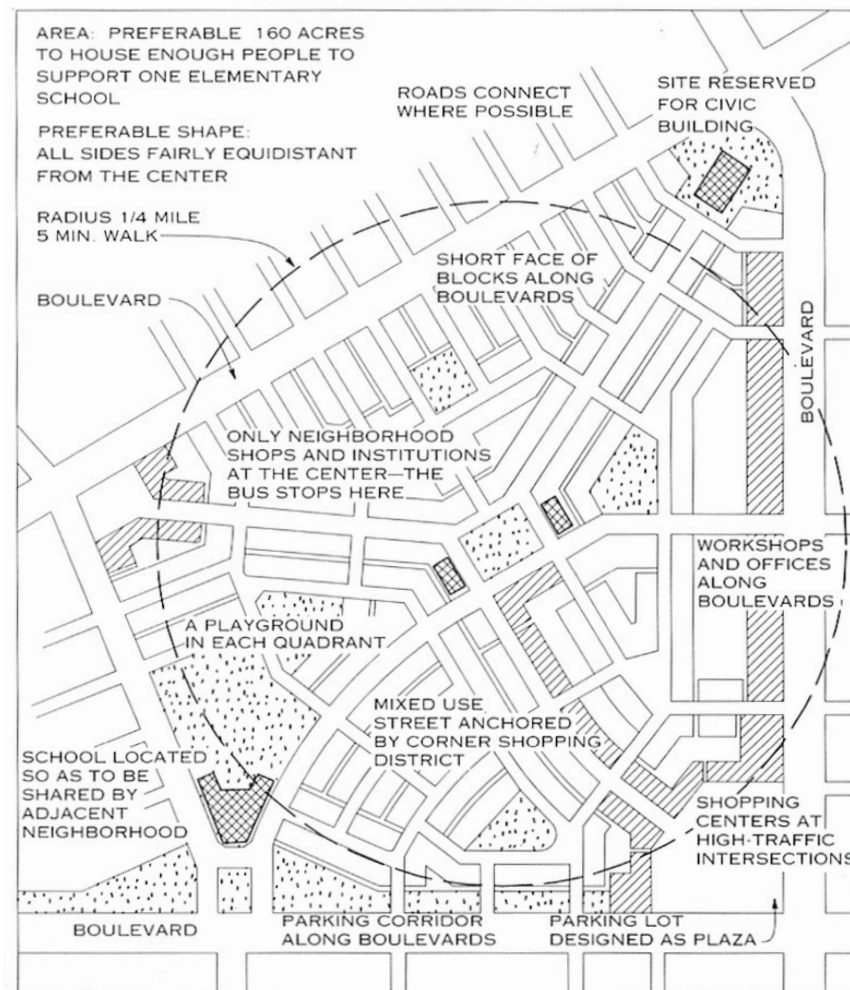 AREA: PREFERABLE 160 ACRES
TO HOUSE ENOUGH PEOPLE TO
SUPPORT ONE ELEMENTARY
SCHOOL
PREFERABLE SHAPE:
ALL SIDES FAIRLY EQUIDISTANT
FROM THE CENTER
RADIUS 1/4 MILE
5 MIN. WALK
BOULEVARD
ROADS CONNECT
WHERE POSSIBLE
SITE RESERVED
FOR CIVIC
BUILDING
SHORT FACE OF
BLOCKS ALONG
BOULEVARDS
BOULEVARD
ONLY NEIGHBORHOOD
SHOPS AND INSTITUTIONS
AT THE CENTER—THE
BUS STOPS HERE
WORKSHOPS
AND OFFICES
ALONG
BOULEVARDS
A PLAYGROUND
IN EACH QUADRANT
MIXED USE
STREET ANCHORED
BY CORNER SHOPPING
DISTRICT
SCHOOL LOCATED
SO AS TO BE
SHARED BY
ADJACENT
NEIGHBORHOOD
SHOPPING
CENTERS AT
HIGH-TRAFFIC
INTERSECTIONS
BOULEVARD
PARKING CORRIDOR
ALONG BOULEVARDS
PARKING LOT
DESIGNED AS PLAZA